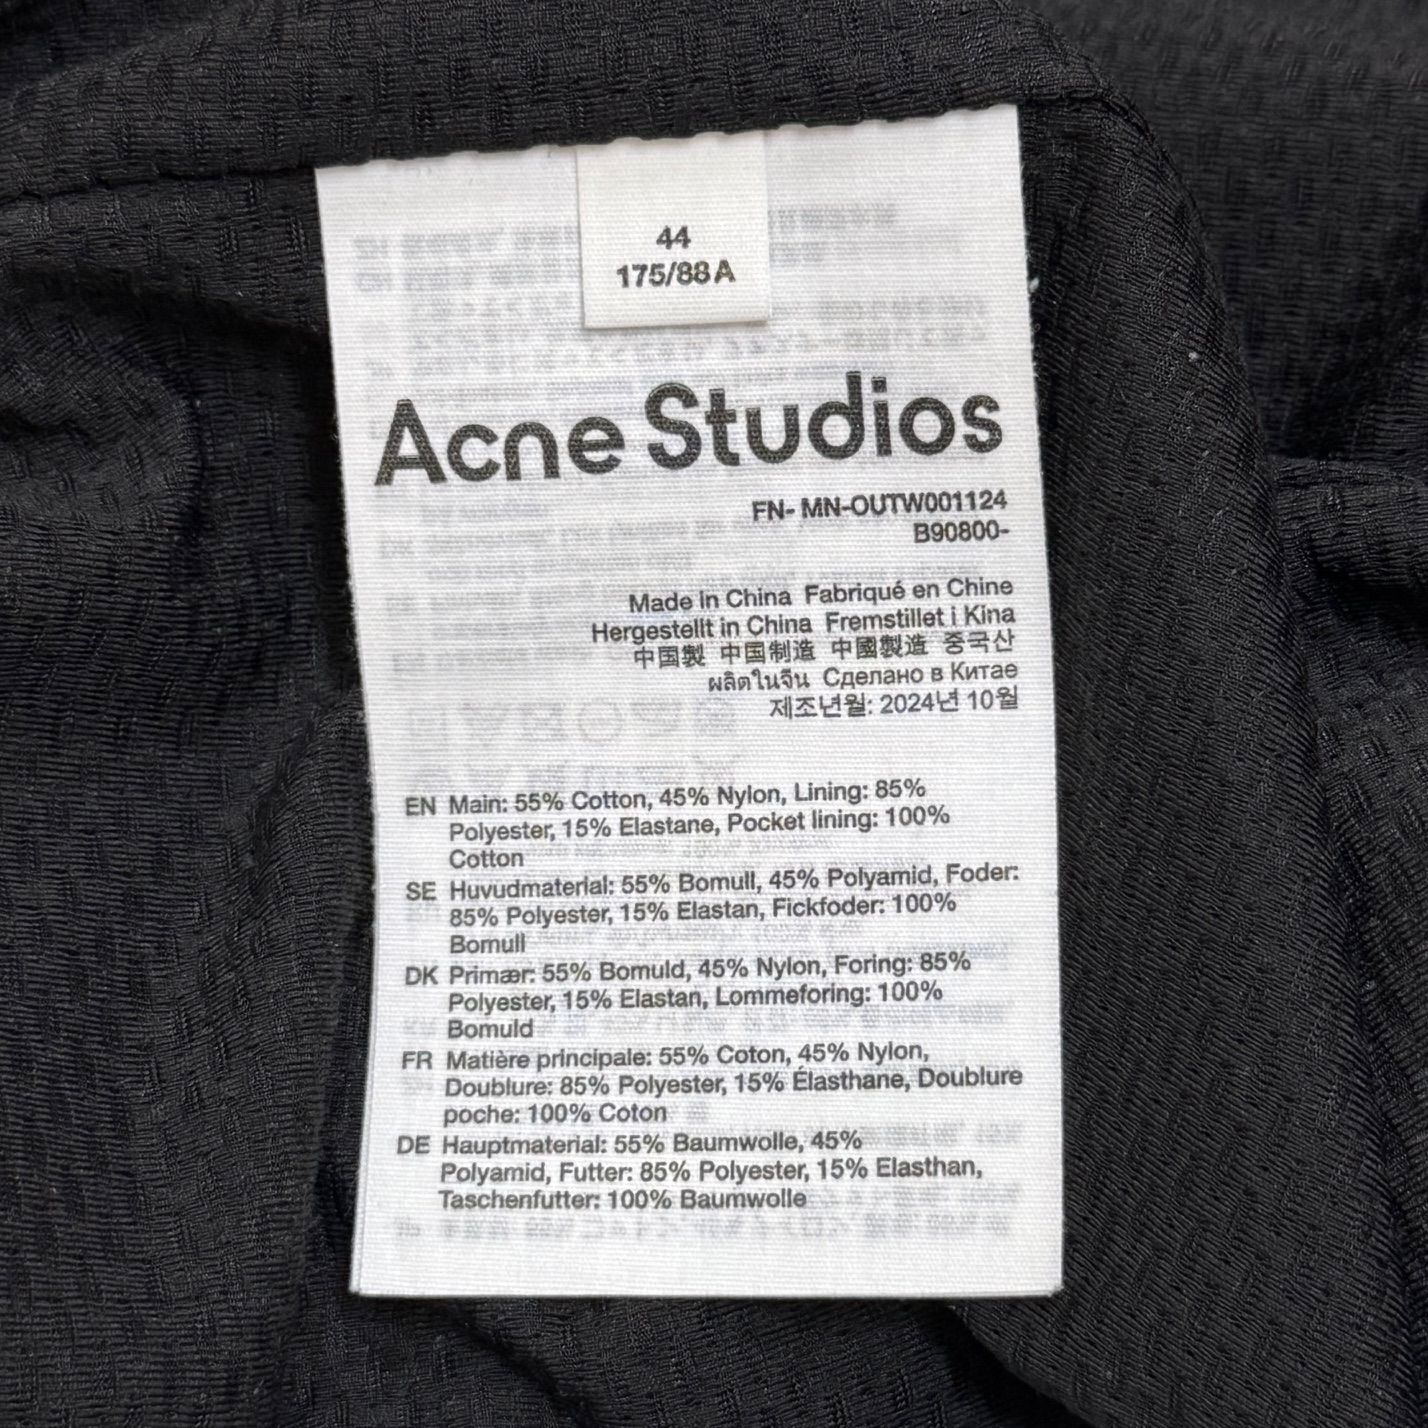 44
175/88A
Acne Studios
FN- MN-OUTW001124
B90800-
Made in China Fabriqué en Chine
Hergestellt in China Fremstillet i Kina
中国製 中国制造 中國製造 중국산
ผลิตในจีน Сделано в Китае
제조년월: 2024년 10월
EN Main: 55% Cotton, 45% Nylon, Lining: 85%
Polyester, 15% Elastane, Pocket lining: 100%
Cotton
SE Huvudmaterial: 55% Bomull, 45% Polyamid, Foder:
85% Polyester, 15% Elastan, Fickfoder: 100%
Bomull
DK Primær: 55% Bomuld, 45% Nylon, Foring: 85%
Polyester, 15% Elastan, Lommeforing: 100%
Bomuld
FR Matière principale: 55% Coton, 45% Nylon,
Doublure: 85% Polyester, 15% Élasthane, Doublure
poche: 100% Coton
DE Hauptmaterial: 55% Baumwolle, 45%
Polyamid, Futter: 85% Polyester, 15% Elasthan,
Taschenfutter: 100% Baumwolle